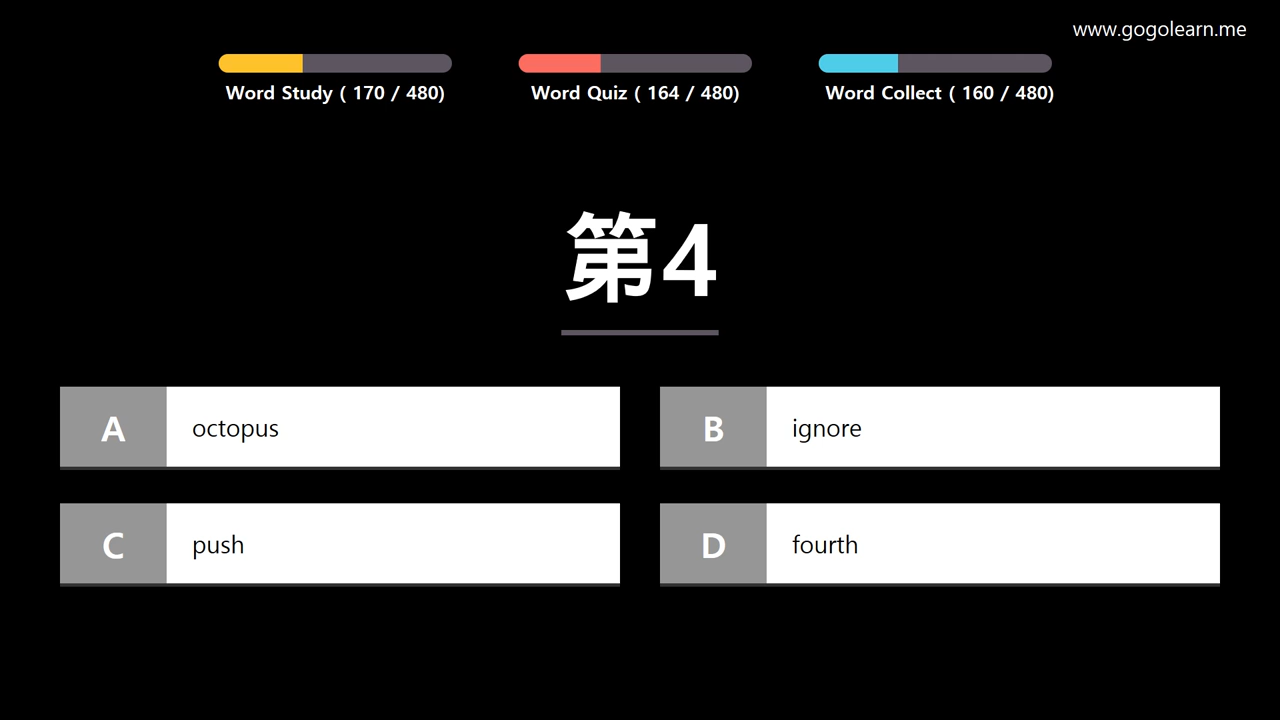 www.gogolearn.me
Word Study ( 170 / 480)
Word Quiz ( 164 / 480)
Word Collect ( 160 / 480)
第4
A octopus
B ignore
C push
D fourth